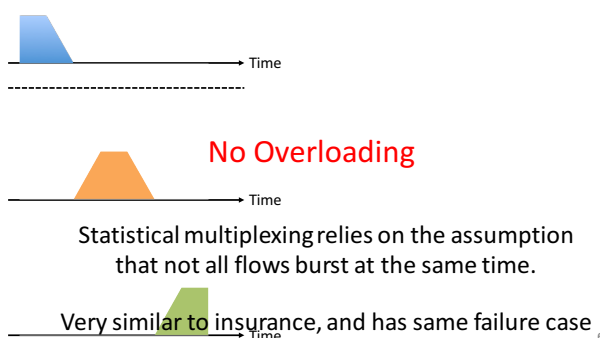 Time
No Overloading
Time
Statistical multiplexing relies on the assumption
that not all flows burst at the same time.
Very similar to insurance, and has same failure case
Time